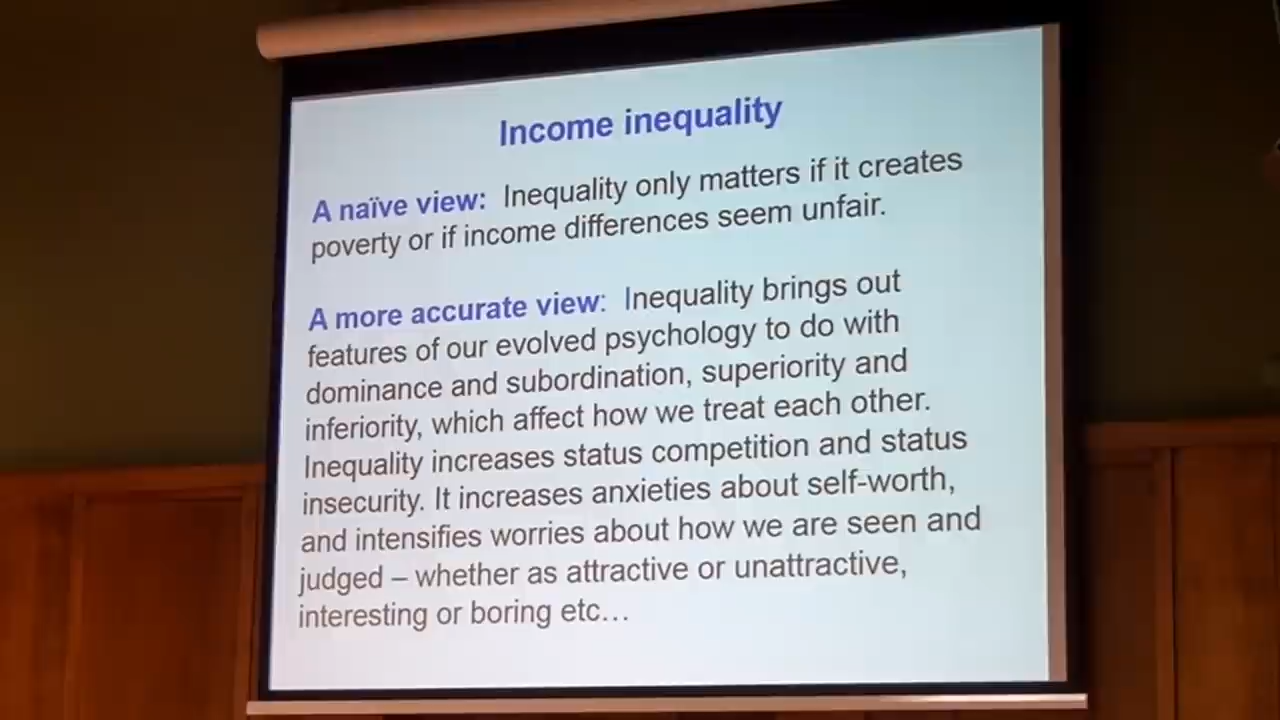 Income inequality
A naïve view: Inequality only matters if it creates
poverty or if income differences seem unfair.
A more accurate view: Inequality brings out
features of our evolved psychology to do with
dominance and subordination, superiority and
inferiority, which affect how we treat each other.
Inequality increases status competition and status
insecurity. It increases anxieties about self-worth,
and intensifies worries about how we are seen and
judged – whether as attractive or unattractive,
interesting or boring etc…